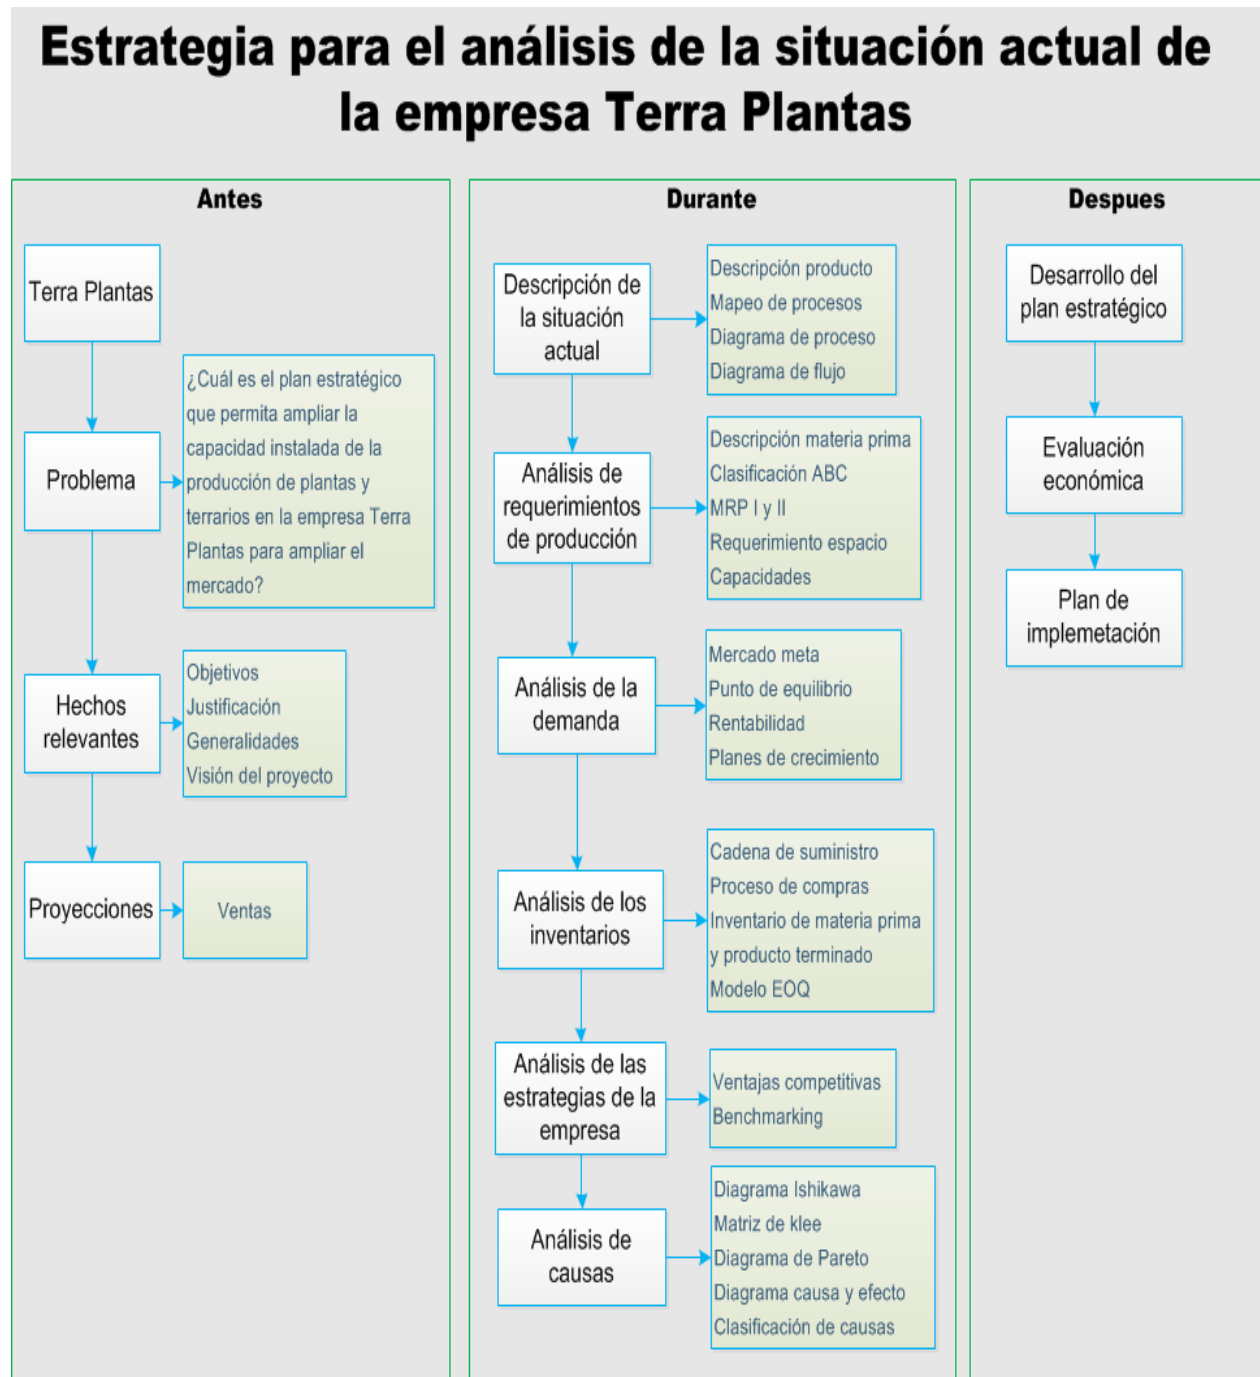 Estrategia para el análisis de la situación actual de
la empresa Terra Plantas
Antes
Terra Plantas
Problema
¿Cuál es el plan estratégico
que permita ampliar la
capacidad instalada de la
producción de plantas y
terrarios en la empresa Terra
Plantas para ampliar el
mercado?
Hechos
relevantes
Objetivos
Justificación
Generalidades
Visión del proyecto
Proyecciones
Ventas
Durante
Descripción de
la situación
actual
Descripción producto
Mapeo de procesos
Diagrama de proceso
Diagrama de flujo
Análisis de
requerimientos
de producción
Descripción materia prima
Clasificación ABC
MRP I y II
Requerimiento espacio
Capacidades
Análisis de la
demanda
Mercado meta
Punto de equilibrio
Rentabilidad
Planes de crecimiento
Análisis de los
inventarios
Cadena de suministro
Proceso de compras
Inventario de materia prima
y producto terminado
Modelo EOQ
Análisis de las
estrategias de la
empresa
Ventajas competitivas
Benchmarking
Análisis de
causas
Diagrama Ishikawa
Matriz de klee
Diagrama de Pareto
Diagrama causa y efecto
Clasificación de causas
Despues
Desarrollo del
plan estratégico
Evaluación
económica
Plan de
implemetación